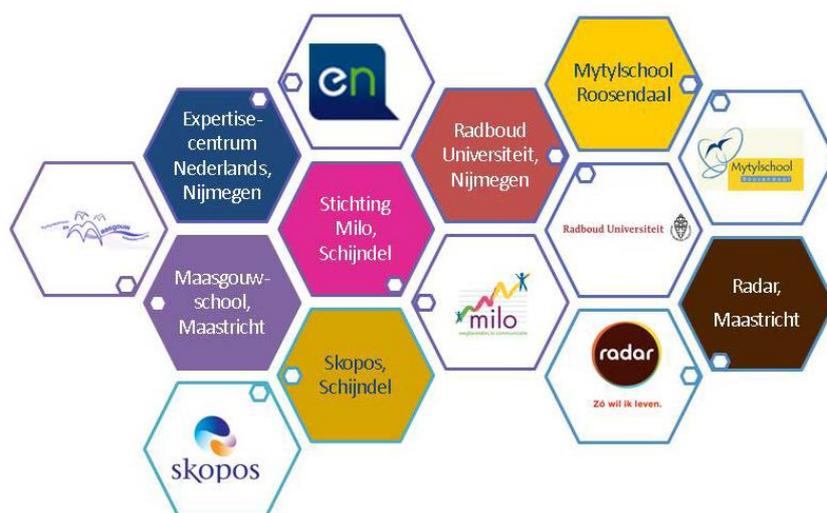 en
Mytylschool
Roosendaal
Expertise-
centrum
Nederlands,
Nijmegen
Radboud
Universiteit,
Nijmegen
Mytylschool
Stichting
Milo,
Schijndel
Radboud Universiteit
Maasgouw-
school,
Maastricht
milo
Radar,
Maastricht
radar
Zó wil ik leven.
Skopos,
Schijndel
skopos